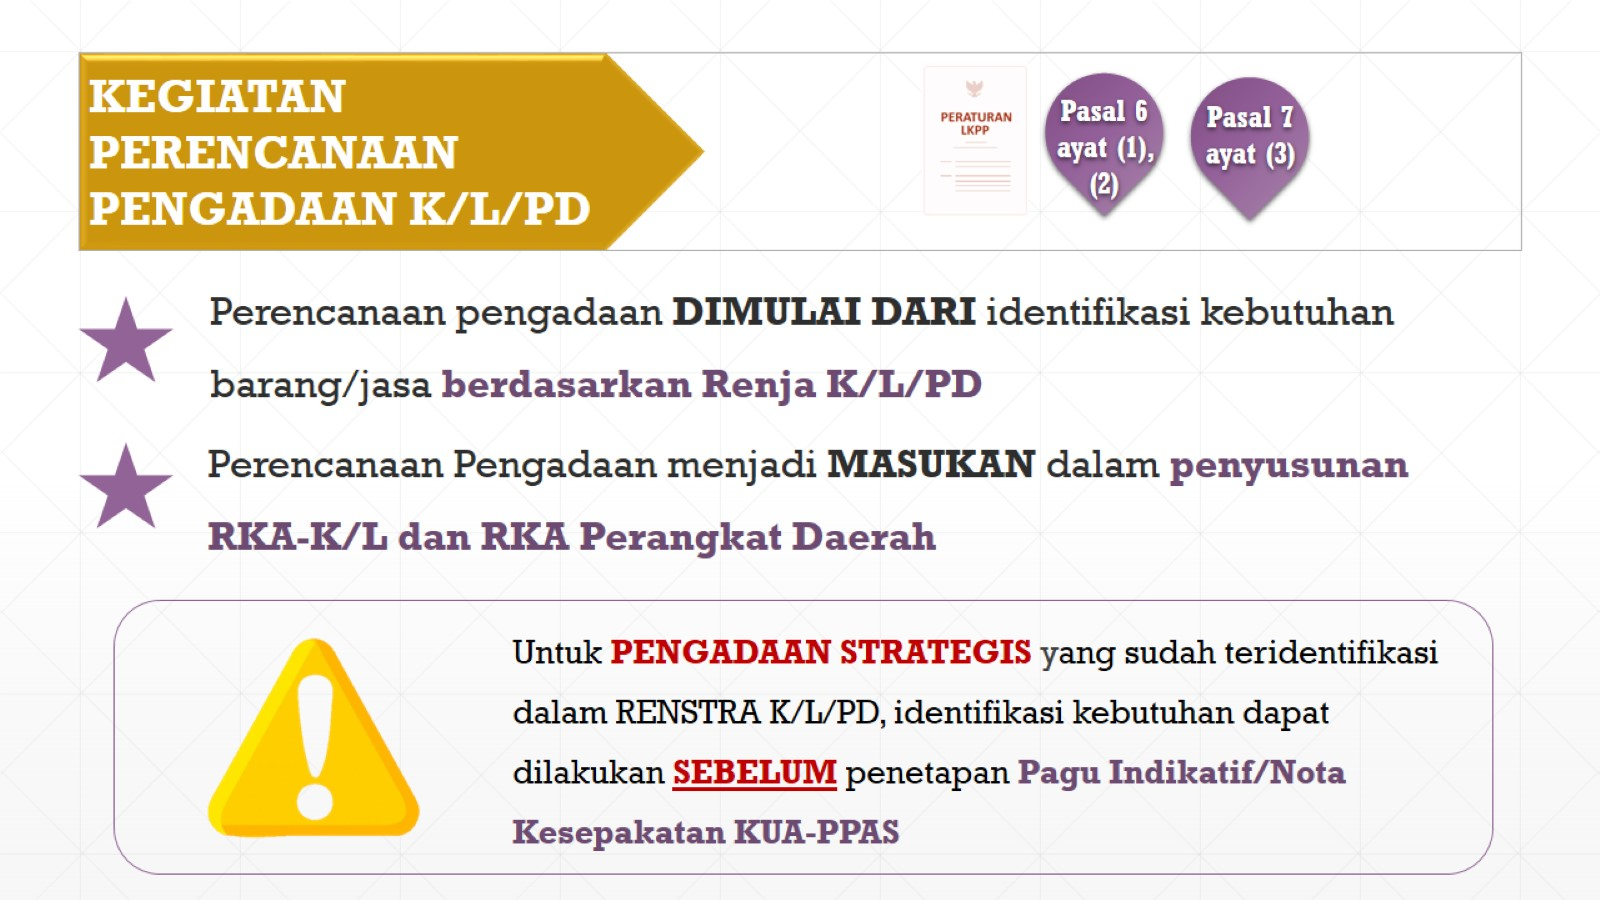 KEGIATAN
PERENCANAAN
PENGADAAN K/L/PD
PERATURAN
LKPP
Pasal 6
ayat (1),
(2)
Pasal 7
ayat (3)
Perencanaan pengadaan DIMULAI DARI identifikasi kebutuhan
barang/jasa berdasarkan Renja K/L/PD
Perencanaan Pengadaan menjadi MASUKAN dalam penyusunan
RKA-K/L dan RKA Perangkat Daerah
Untuk PENGADAAN STRATEGIS yang sudah teridentifikasi
dalam RENSTRA K/L/PD, identifikasi kebutuhan dapat
dilakukan SEBELUM penetapan Pagu Indikatif/Nota
Kesepakatan KUA-PPAS